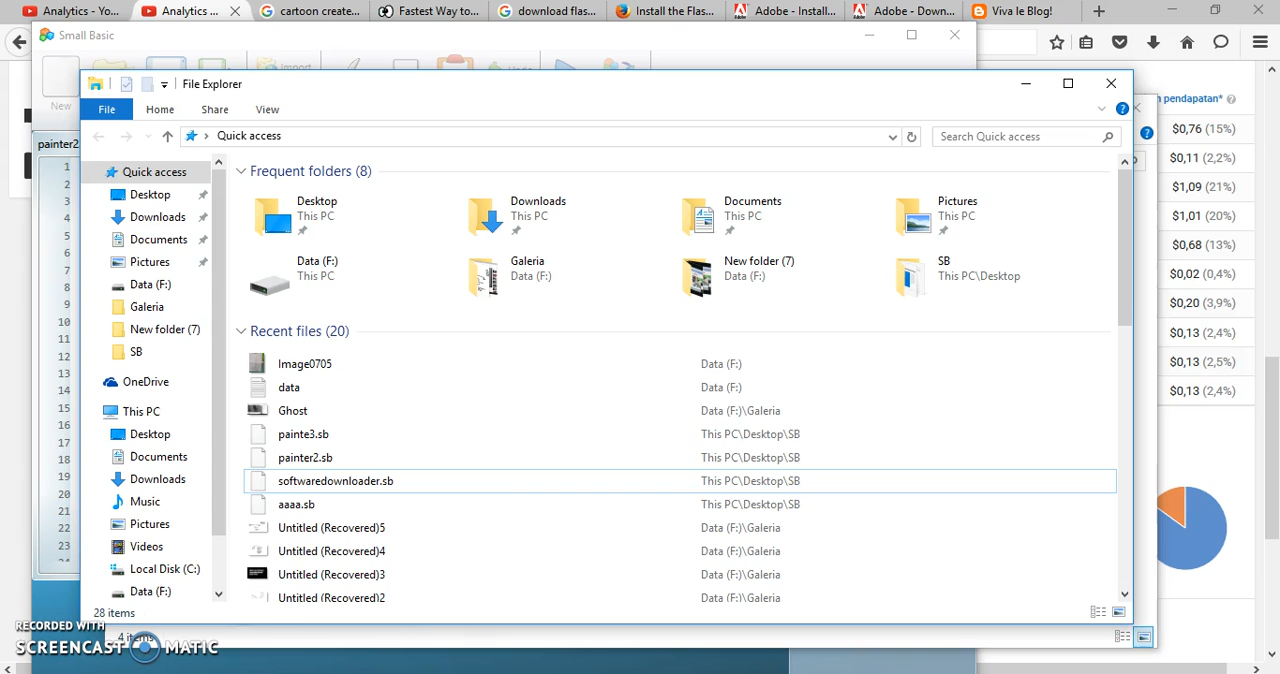 Analytics - Yo...
Analytics ...
cartoon create...
Fastest Way to...
download flas...
Install the Flas...
Adobe - Install...
Adobe - Down...
Viva le Blog!
Small Basic
Import
New
File Explorer
File
Home
Share
View
n pendapatan*
Quick access
Search Quick access
painter2
Quick access
Desktop
Downloads
Documents
Pictures
Data (F:)
Galeria
New folder (7)
SB
OneDrive
This PC
Desktop
Documents
Downloads
Music
Pictures
Videos
Local Disk (C:)
Data (F:)
Frequent folders (8)
Desktop
This PC
Downloads
This PC
Documents
This PC
Pictures
This PC
Data (F:)
This PC
Galeria
Data (F:)
New folder (7)
Data (F:)
SB
This PC\Desktop
Recent files (20)
Image0705 Data (F:)
data Data (F:)
Ghost Data (F:)\Galeria
painte3.sb This PC\Desktop\SB
painter2.sb This PC\Desktop\SB
softwaredownloader.sb This PC\Desktop\SB
aaaa.sb This PC\Desktop\SB
Untitled (Recovered)5 Data (F:)\Galeria
Untitled (Recovered)4 Data (F:)\Galeria
Untitled (Recovered)3 Data (F:)\Galeria
Untitled (Recovered)2 Data (F:)\Galeria
1
2
3
4
5
6
7
8
9
10
11
12
13
14
15
16
17
18
19
20
21
22
23
$0,76 (15%)
$0,11 (2,2%)
$1,09 (21%)
$1,01 (20%)
$0,68 (13%)
$0,02 (0,4%)
$0,20 (3,9%)
$0,13 (2,4%)
$0,13 (2,5%)
$0,13 (2,4%)
28 items
4 items
RECORDED WITH
SCREENCAST MATIC